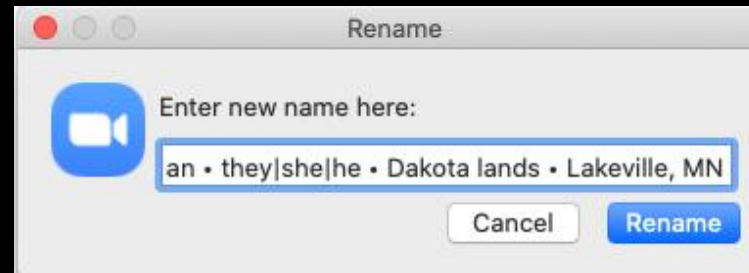 Rename
Enter new name here:
an • they|she|he • Dakota lands • Lakeville, MN
Cancel Rename